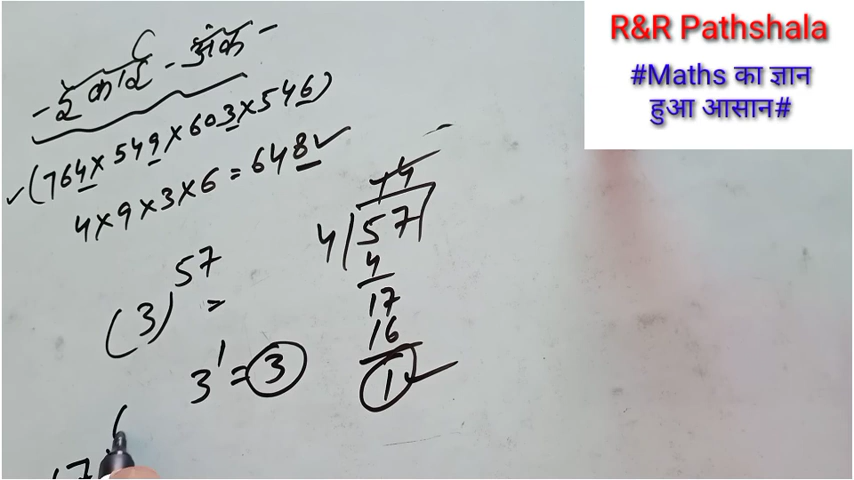 R&R Pathshala
#Maths का ज्ञान
हुआ आसान#
- इकाई - अंक -
(764×549×603×546)
4×9×3×6=648
(3)^57 =
3^1 = 3
14
4 57
4
17
16
1
7